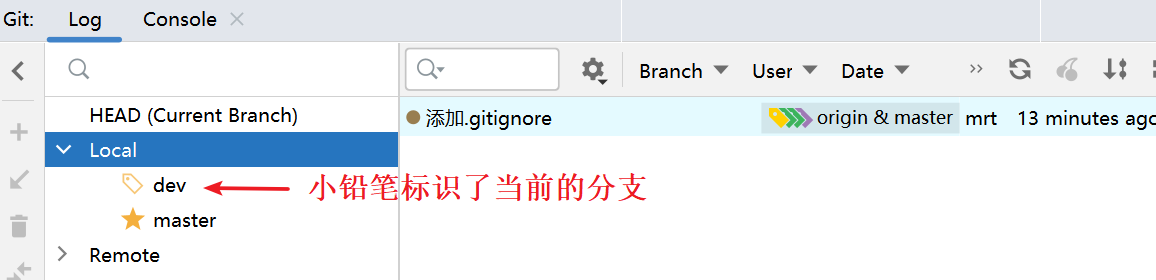 Git: Log Console
Branch User Date
HEAD (Current Branch)
添加.gitignore origin & master mrt 13 minutes ago
Local
dev 小铅笔标识了当前的分支
master
Remote